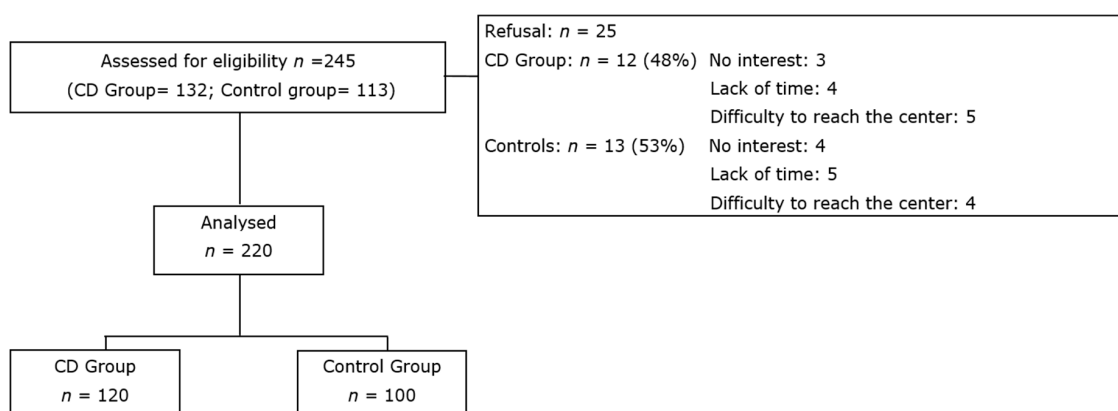 Assessed for eligibility n =245
(CD Group= 132; Control group= 113)
Refusal: n = 25
CD Group: n = 12 (48%) No interest: 3
Lack of time: 4
Difficulty to reach the center: 5
Controls: n = 13 (53%) No interest: 4
Lack of time: 5
Difficulty to reach the center: 4
Analysed
n = 220
CD Group
n = 120
Control Group
n = 100